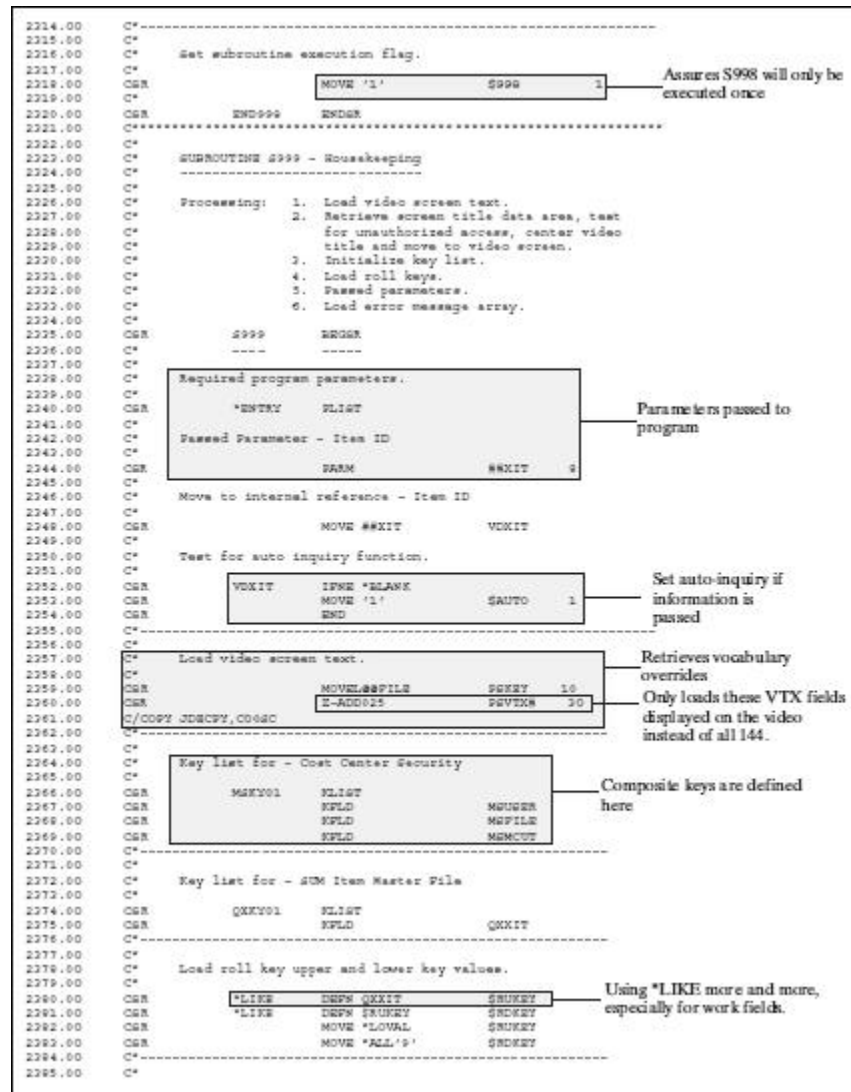 2314.00 C*----------------------------------------------------------------
2315.00 C*
2316.00 C* Set subroutine execution flag.
2317.00 C*
2318.00 CSR MOVE '1' $998 1
2319.00 C*
2320.00 CSR END998 ENDSR
2321.00 C*****************************************************************
2322.00 C*
2323.00 C* SUBROUTINE S999 - Housekeeping
2324.00 C* ------------------------------
2325.00 C*
2326.00 C* Processing: 1. Load video screen text.
2327.00 C* 2. Retrieve screen title data area, test
2328.00 C* for unauthorized access, center video
2329.00 C* title and move to video screen.
2330.00 C* 3. Initialize key list.
2331.00 C* 4. Load roll keys.
2332.00 C* 5. Passed parameters.
2333.00 C* 6. Load error message array.
2334.00 C*
2335.00 CSR S999 BEGSR
2336.00 C* ---- -----
2337.00 C*
2338.00 C* Required program parameters.
2339.00 C*
2340.00 CSR *ENTRY PLIST
2341.00 C*
2342.00 C* Passed Parameter - Item ID
2343.00 C*
2344.00 CSR PARM ##XIT 8
2345.00 C*
2346.00 C* Move to internal reference - Item ID
2347.00 C*
2348.00 CSR MOVE ##XIT VDXIT
2349.00 C*
2350.00 C* Test for auto inquiry function.
2351.00 C*
2352.00 CSR VDXIT IFNE *BLANK
2353.00 CSR MOVE '1' $AUTO 1
2354.00 CSR END
2355.00 C*----------------------------------------------------------------
2356.00 C*
2357.00 C* Load video screen text.
2358.00 C*
2359.00 CSR MOVEL@@FILE PSKEY 10
2360.00 CSR Z-ADD025 PSVTX# 30
2361.00 C/COPY JDECPY,C00SC
2362.00 C*----------------------------------------------------------
2363.00 C*
2364.00 C* Key list for - Cost Center Security
2365.00 C*
2366.00 CSR MSKY01 KLIST
2367.00 CSR KFLD MSUSER
2368.00 CSR KFLD MSFILE
2369.00 CSR KFLD MSMCUT
2370.00 C*----------------------------------------------------------
2371.00 C*
2372.00 C* Key list for - SUM Item Master File
2373.00 C*
2374.00 CSR QXKY01 KLIST
2375.00 CSR KFLD QXXIT
2376.00 C*----------------------------------------------------------
2377.00 C*
2378.00 C* Load roll key upper and lower key values.
2379.00 C*
2380.00 CSR *LIKE DEFN QXXIT $RUKEY
2381.00 CSR *LIKE DEFN $RUKEY $RDKEY
2382.00 CSR MOVE *LOVAL $RUKEY
2383.00 CSR MOVE *ALL'9' $RDKEY
2384.00 C*----------------------------------------------------------
2385.00 C*
Assures S998 will only be
executed once
Parameters passed to
program
Set auto-inquiry if
information is
passed
Retrieves vocabulary
overrides
Only loads these VTX fields
displayed on the video
instead of all 144.
Composite keys are defined
here
Using *LIKE more and more,
especially for work fields.